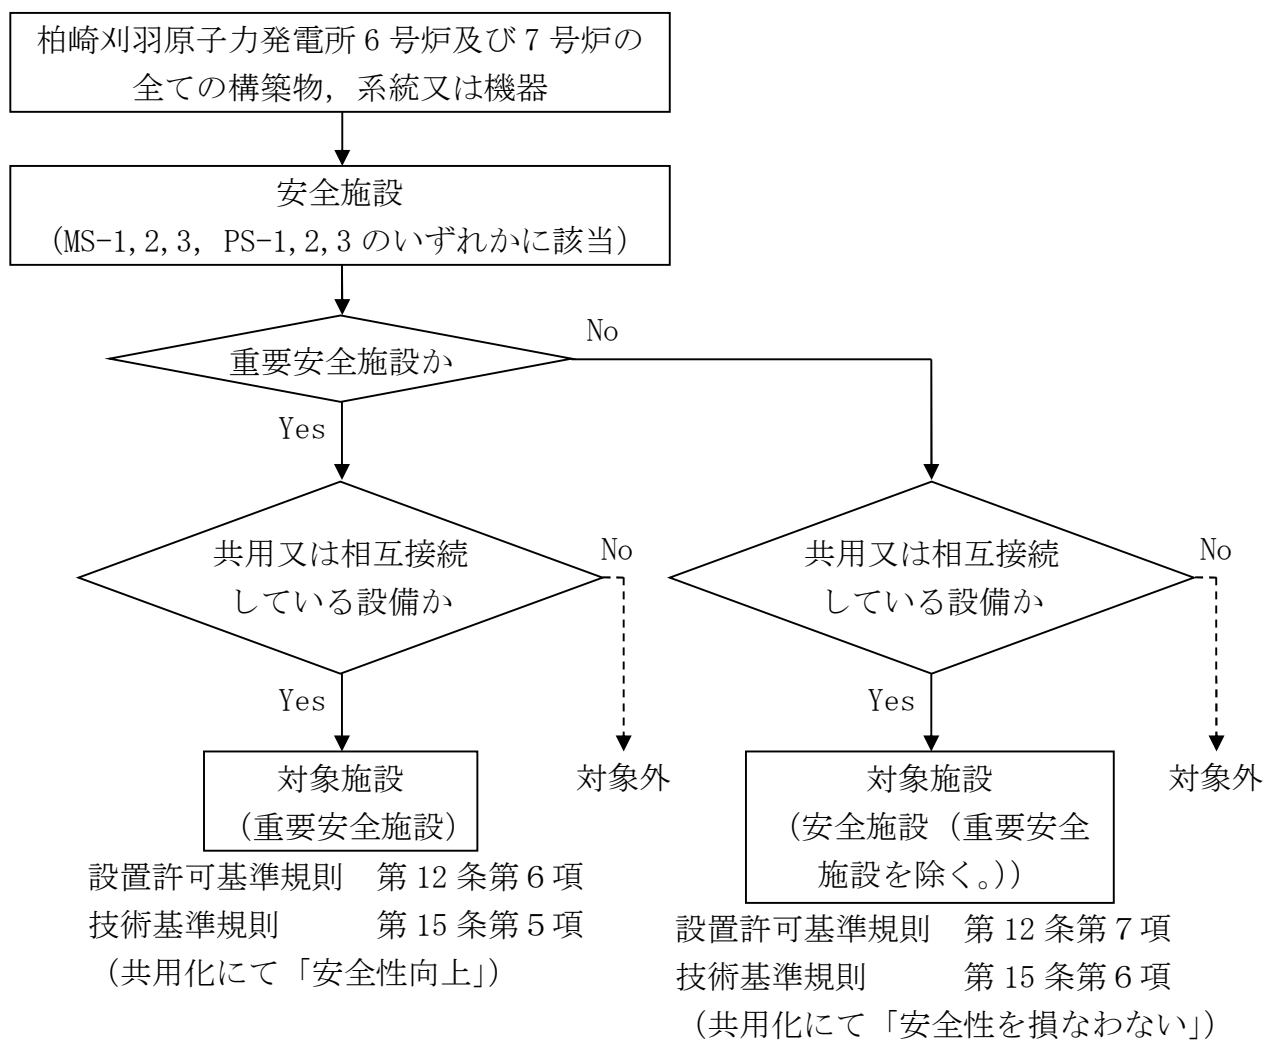 柏崎刈羽原子力発電所6号炉及び7号炉の
全ての構築物，系統又は機器
安全施設
（MS-1,2,3, PS-1,2,3のいずれかに該当）
重要安全施設か
No
Yes
共用又は相互接続
している設備か
No
共用又は相互接続
している設備か
No
Yes
Yes
対象施設
（重要安全施設）
対象外
対象施設
（安全施設（重要安全
施設を除く。））
対象外
設置許可基準規則　第12条第６項
技術基準規則　　　第15条第５項
（共用化にて「安全性向上」）
設置許可基準規則　第12条第７項
技術基準規則　　　第15条第６項
（共用化にて「安全性を損なわない」）